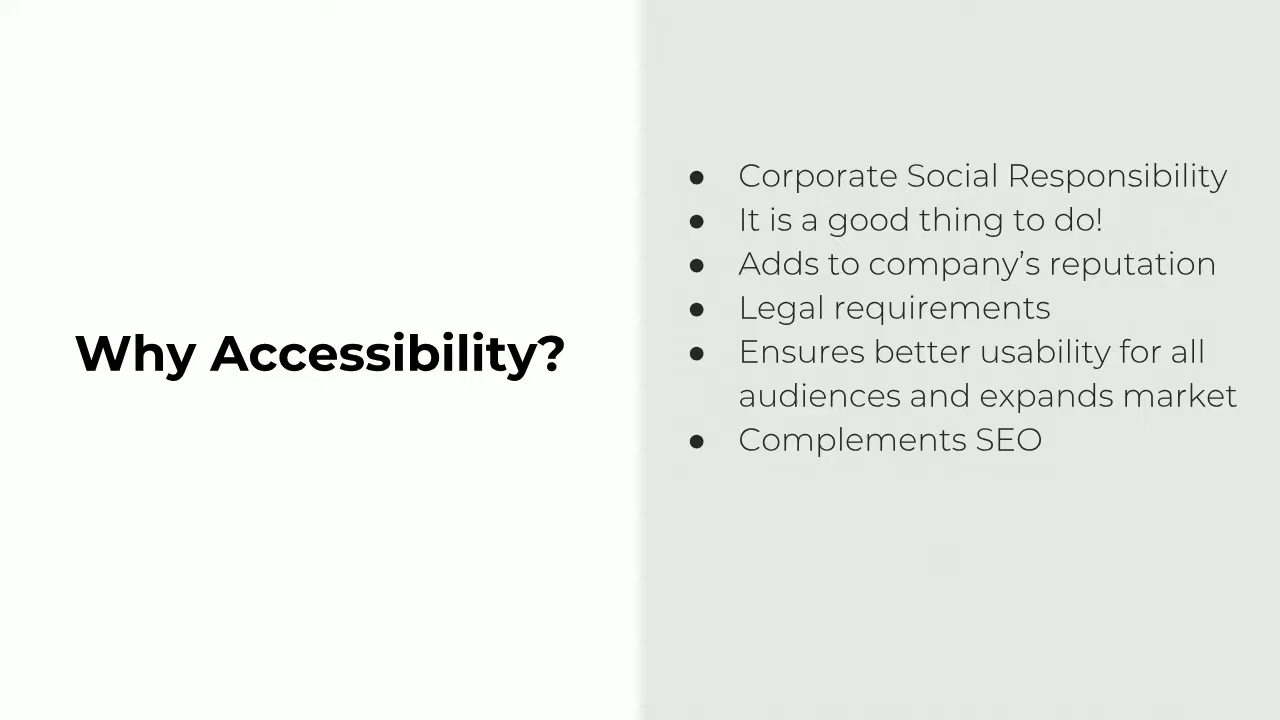 Why Accessibility?
● Corporate Social Responsibility
● It is a good thing to do!
● Adds to company’s reputation
● Legal requirements
● Ensures better usability for all
audiences and expands market
● Complements SEO